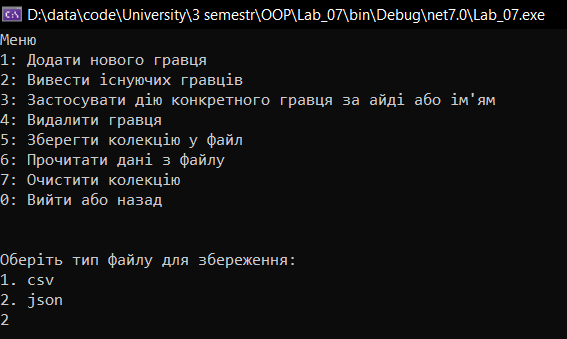 D:\data\code\University\3 semestr\OOP\Lab_07\bin\Debug\net7.0\Lab_07.exe
Меню
1: Додати нового гравця
2: Вивести існуючих гравців
3: Застосувати дію конкретного гравця за айді або ім'ям
4: Видалити гравця
5: Зберегти колекцію у файл
6: Прочитати дані з файлу
7: Очистити колекцію
0: Вийти або назад
Оберіть тип файлу для збереження:
1. csv
2. json
2